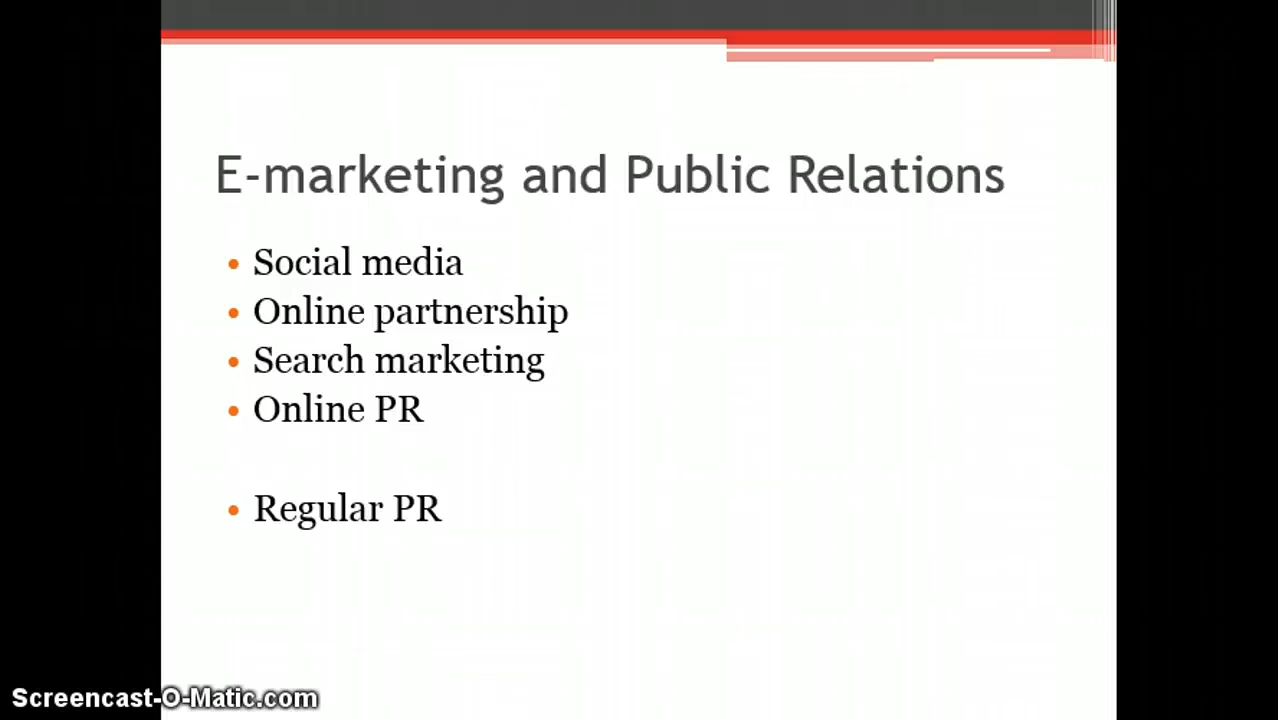 E-marketing and Public Relations
• Social media
• Online partnership
• Search marketing
• Online PR
• Regular PR
Screencast-O-Matic.com